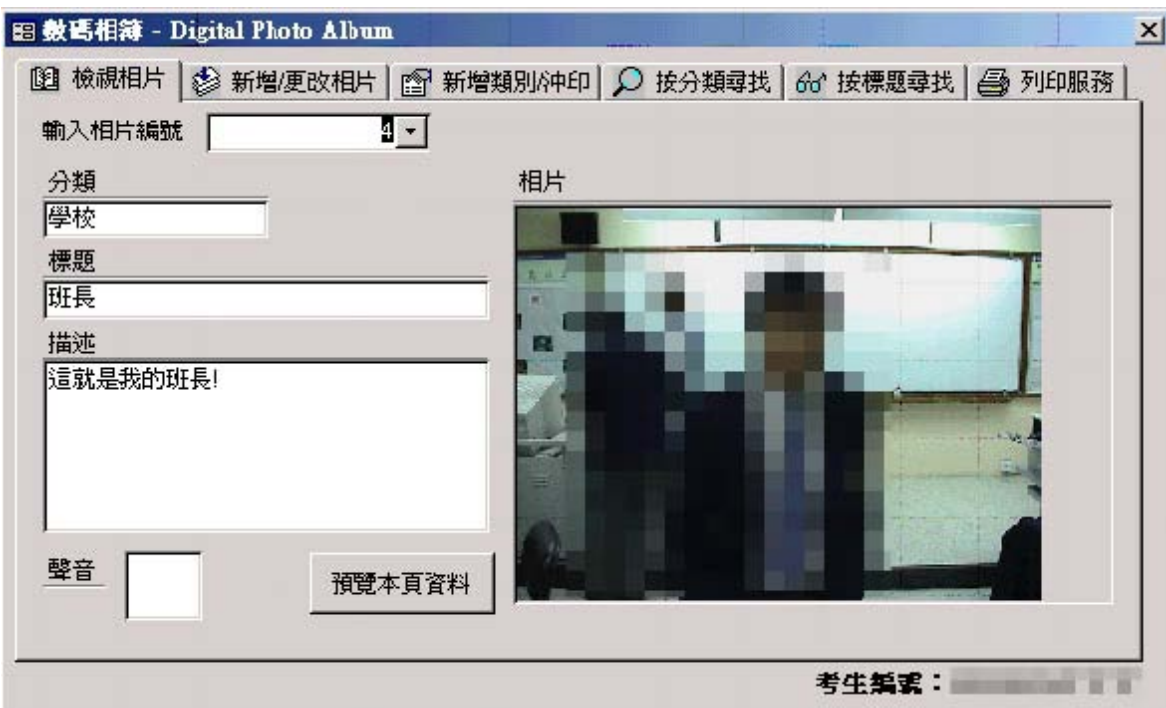 數碼相簿 - Digital Photo Album
檢視相片 新增/更改相片 新增類別/沖印 按分類尋找 按標題尋找 列印服務
輸入相片編號 4
分類
相片
學校
標題
班長
描述
這就是我的班長!
聲音
預覽本頁資料
考生編號：